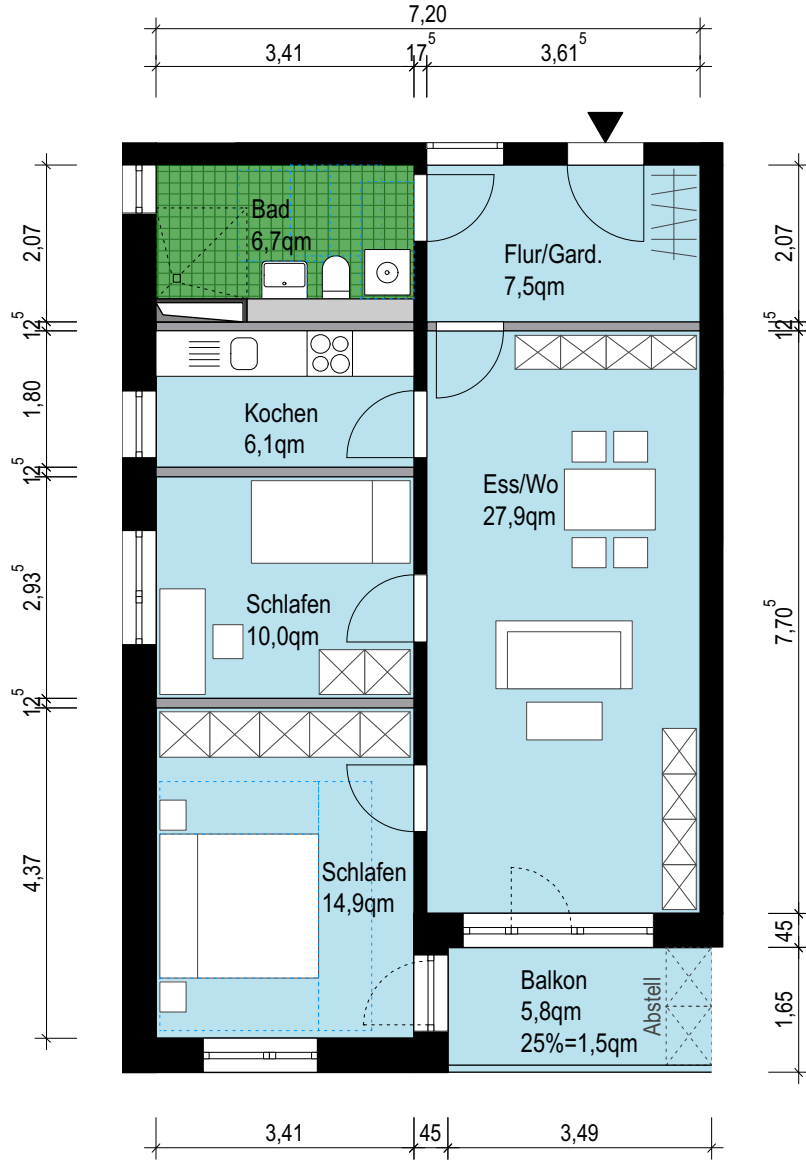 7,20
3,41
17⁵
3,61⁵
Bad
6,7qm
Flur/Gard.
7,5qm
2,07
2,07
12⁵
12⁵
1,80
Kochen
6,1qm
12⁵
Ess/Wo
27,9qm
2,93⁵
Schlafen
10,0qm
7,70⁵
12⁵
4,37
Schlafen
14,9qm
45
Balkon
5,8qm
25%=1,5qm
Abstell
1,65
3,41
45
3,49